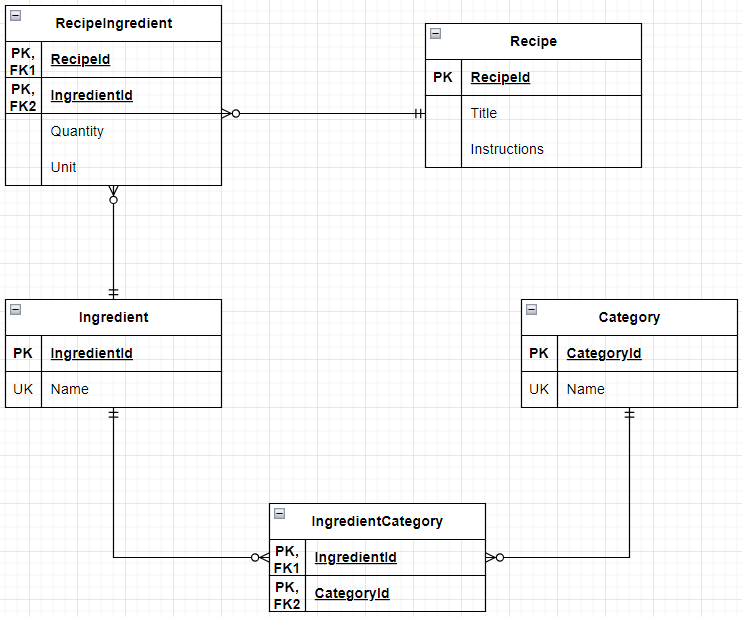 RecipeIngredient
PK,
FK1
RecipeId
PK,
FK2
IngredientId
Quantity
Unit
Recipe
PK RecipeId
Title
Instructions
Ingredient
PK IngredientId
UK Name
Category
PK CategoryId
UK Name
IngredientCategory
PK,
FK1
IngredientId
PK,
FK2
CategoryId